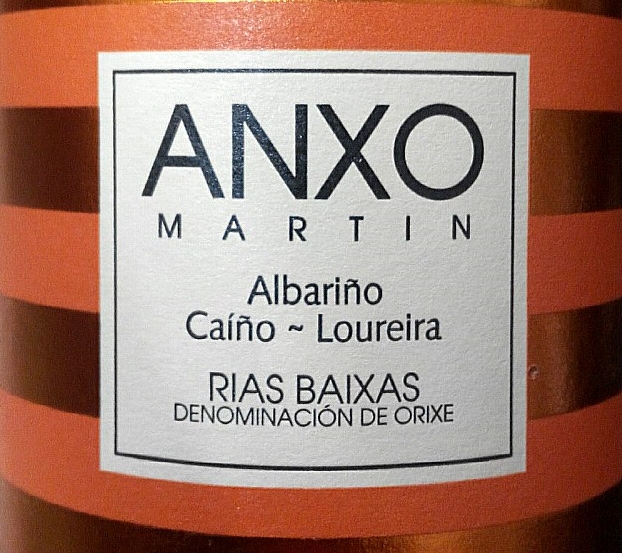 ANXO
MARTIN
Albariño
Caíño ~ Loureira
RIAS BAIXAS
DENOMINACIÓN DE ORIXE